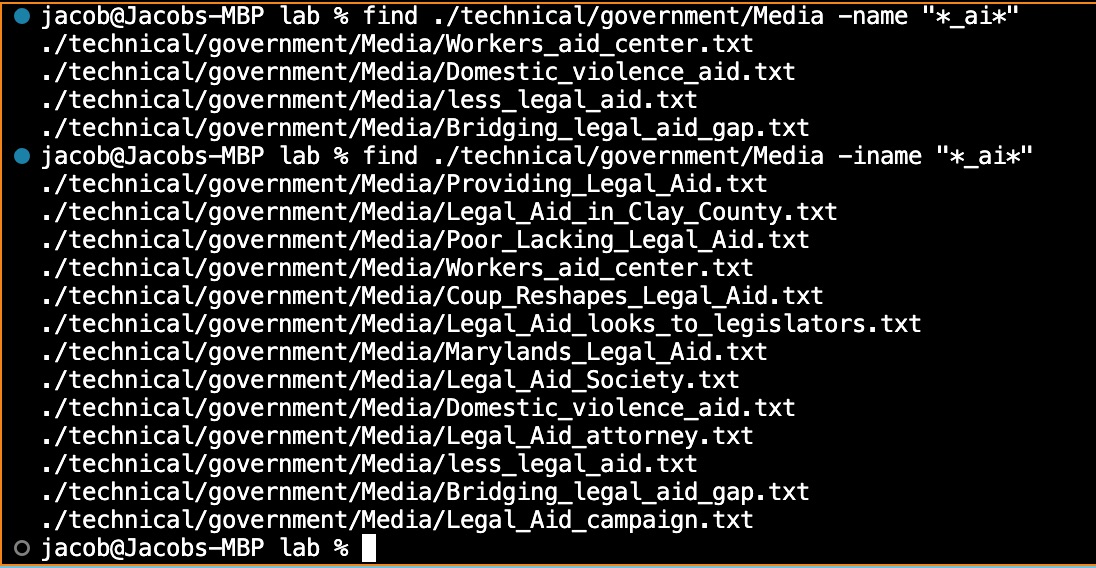 jacob@Jacobs-MBP lab % find ./technical/government/Media -name "*_ai*"
./technical/government/Media/Workers_aid_center.txt
./technical/government/Media/Domestic_violence_aid.txt
./technical/government/Media/less_legal_aid.txt
./technical/government/Media/Bridging_legal_aid_gap.txt
jacob@Jacobs-MBP lab % find ./technical/government/Media -iname "*_ai*"
./technical/government/Media/Providing_Legal_Aid.txt
./technical/government/Media/Legal_Aid_in_Clay_County.txt
./technical/government/Media/Poor_Lacking_Legal_Aid.txt
./technical/government/Media/Workers_aid_center.txt
./technical/government/Media/Coup_Reshapes_Legal_Aid.txt
./technical/government/Media/Legal_Aid_looks_to_legislators.txt
./technical/government/Media/Marylands_Legal_Aid.txt
./technical/government/Media/Legal_Aid_Society.txt
./technical/government/Media/Domestic_violence_aid.txt
./technical/government/Media/Legal_Aid_attorney.txt
./technical/government/Media/less_legal_aid.txt
./technical/government/Media/Bridging_legal_aid_gap.txt
./technical/government/Media/Legal_Aid_campaign.txt
jacob@Jacobs-MBP lab %